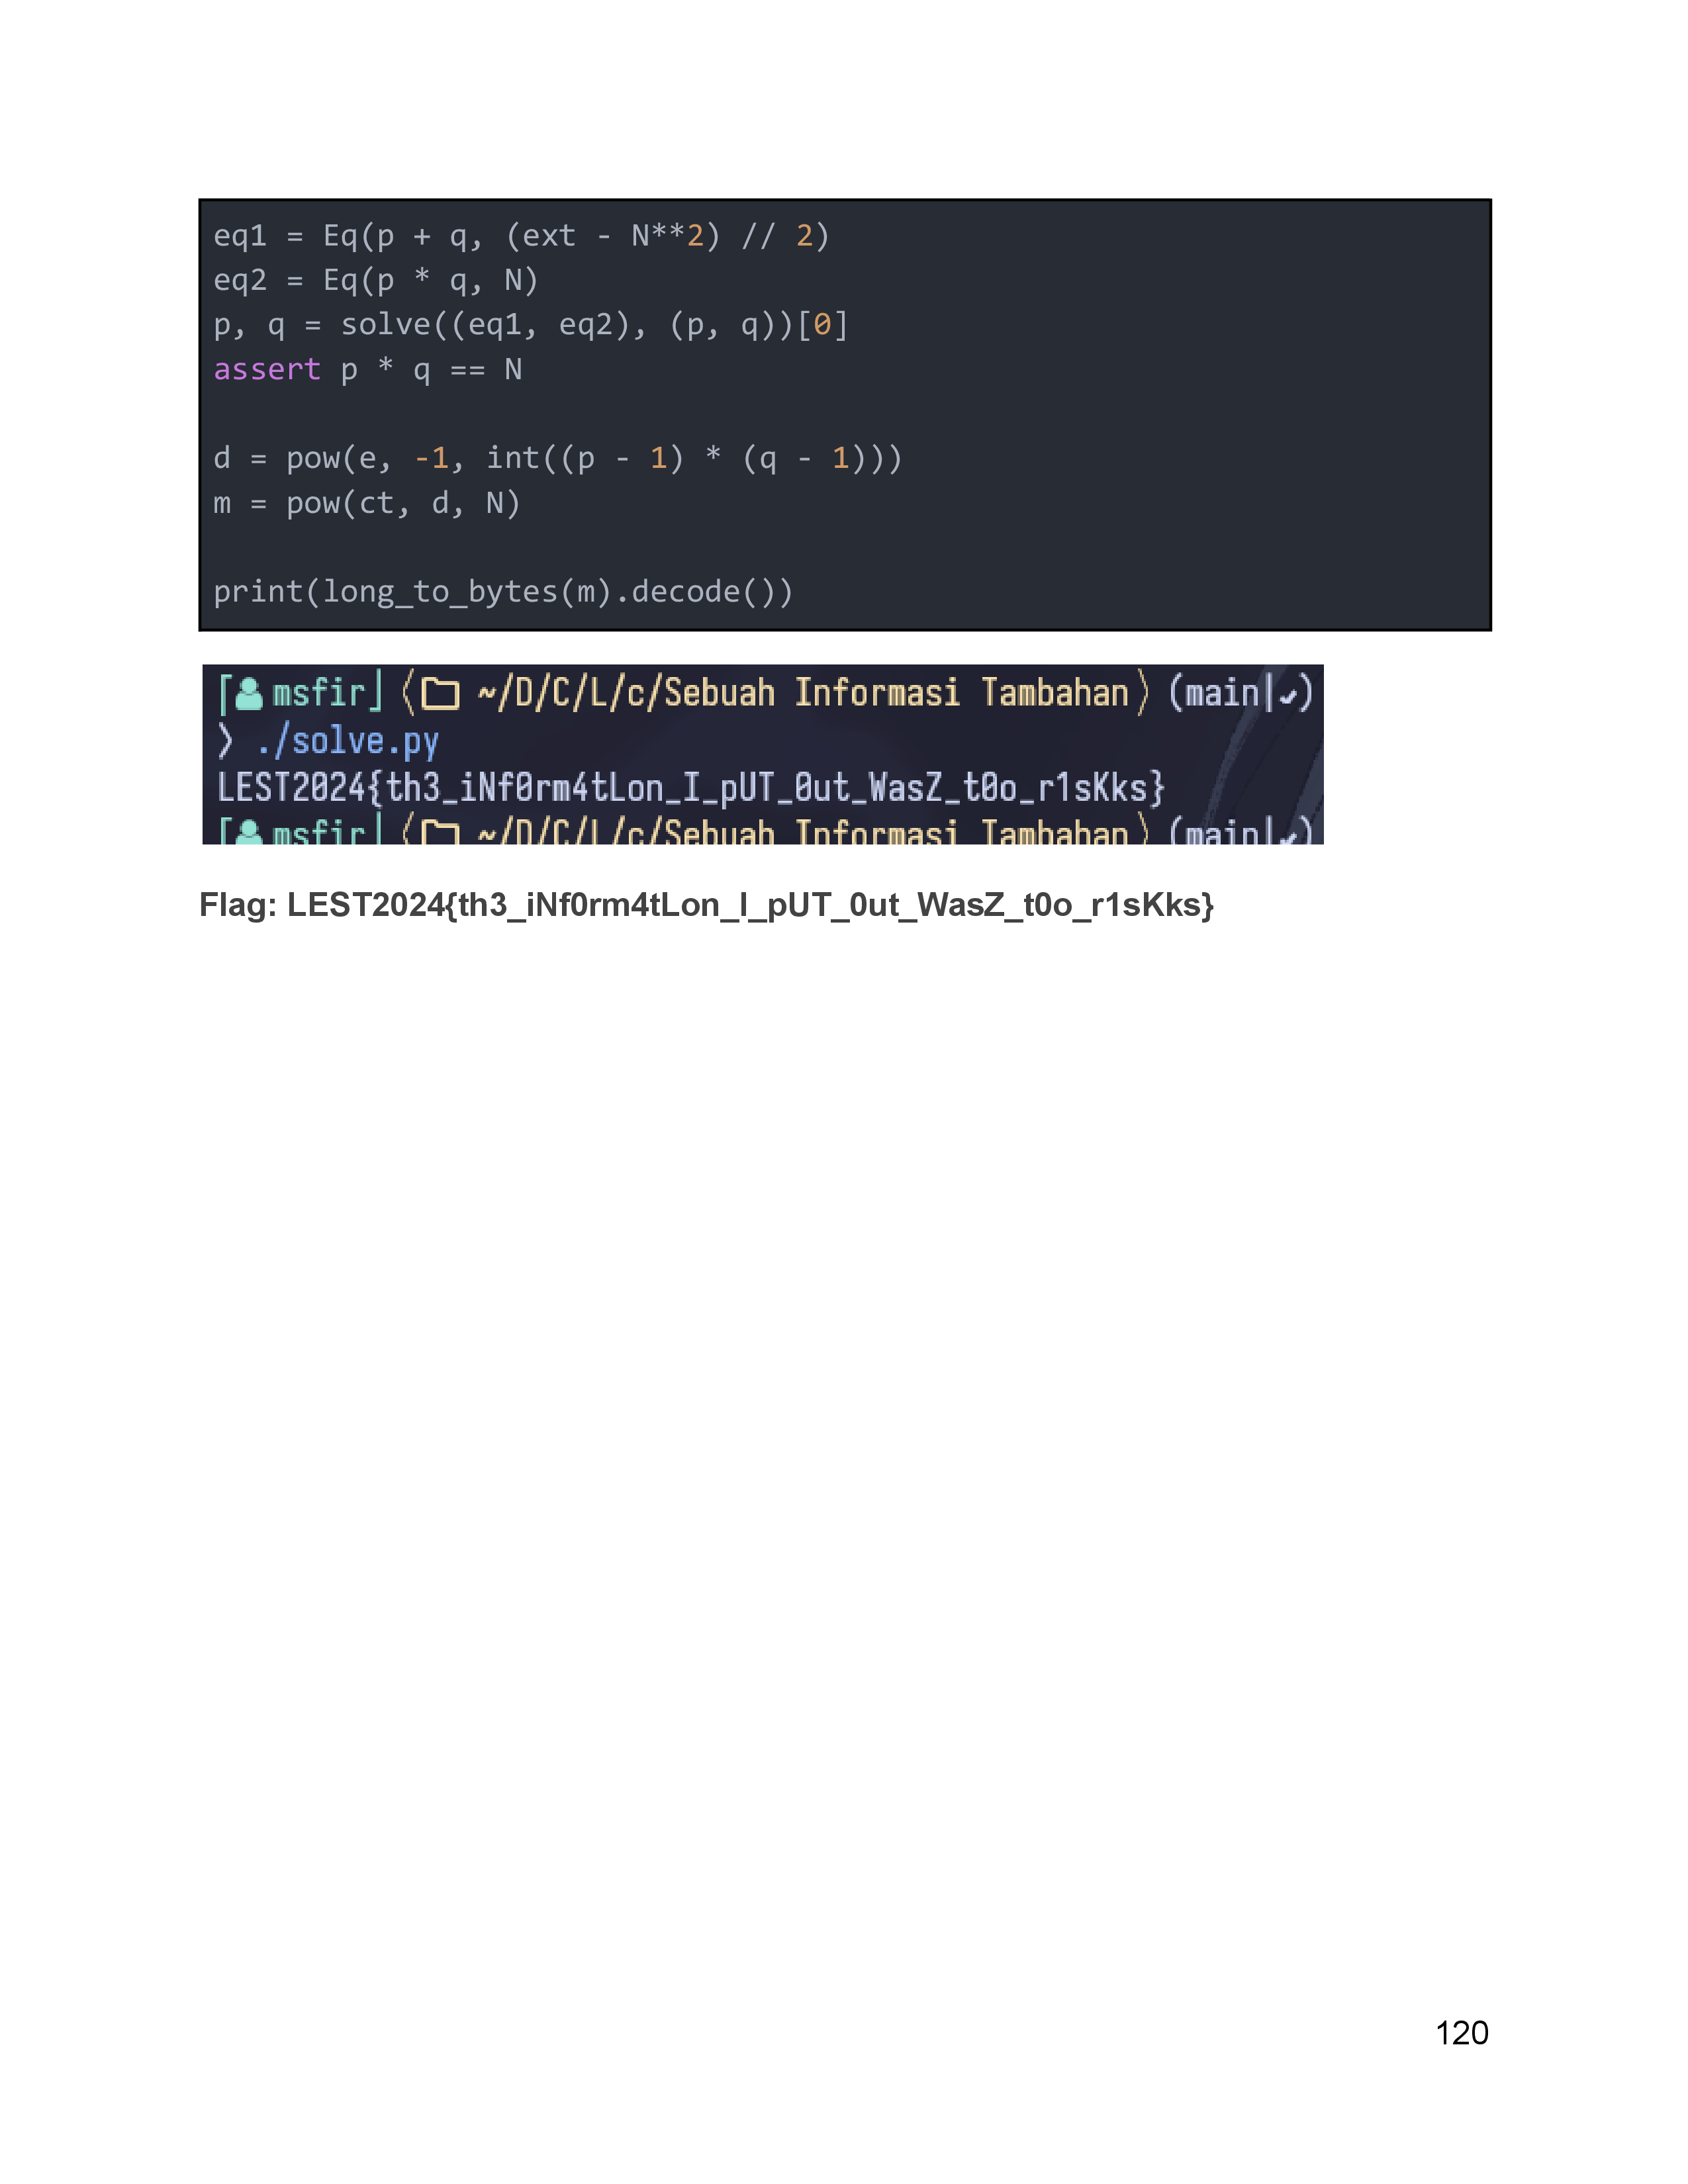 eq1 = Eq(p + q, (ext - N**2) // 2)
eq2 = Eq(p * q, N)
p, q = solve((eq1, eq2), (p, q))[0]
assert p * q == N
d = pow(e, -1, int((p - 1) * (q - 1)))
m = pow(ct, d, N)
print(long_to_bytes(m).decode())
msfir ~/D/C/L/c/Sebuah Informasi Tambahan (main|✓)
❯ ./solve.py
LEST2024{th3_iNf0rm4tLon_I_pUT_0ut_WasZ_t0o_r1sKks}
msfir ~/D/C/L/c/Sebuah Informasi Tambahan (main|✓)
Flag: LEST2024{th3_iNf0rm4tLon_I_pUT_0ut_WasZ_t0o_r1sKks}
120